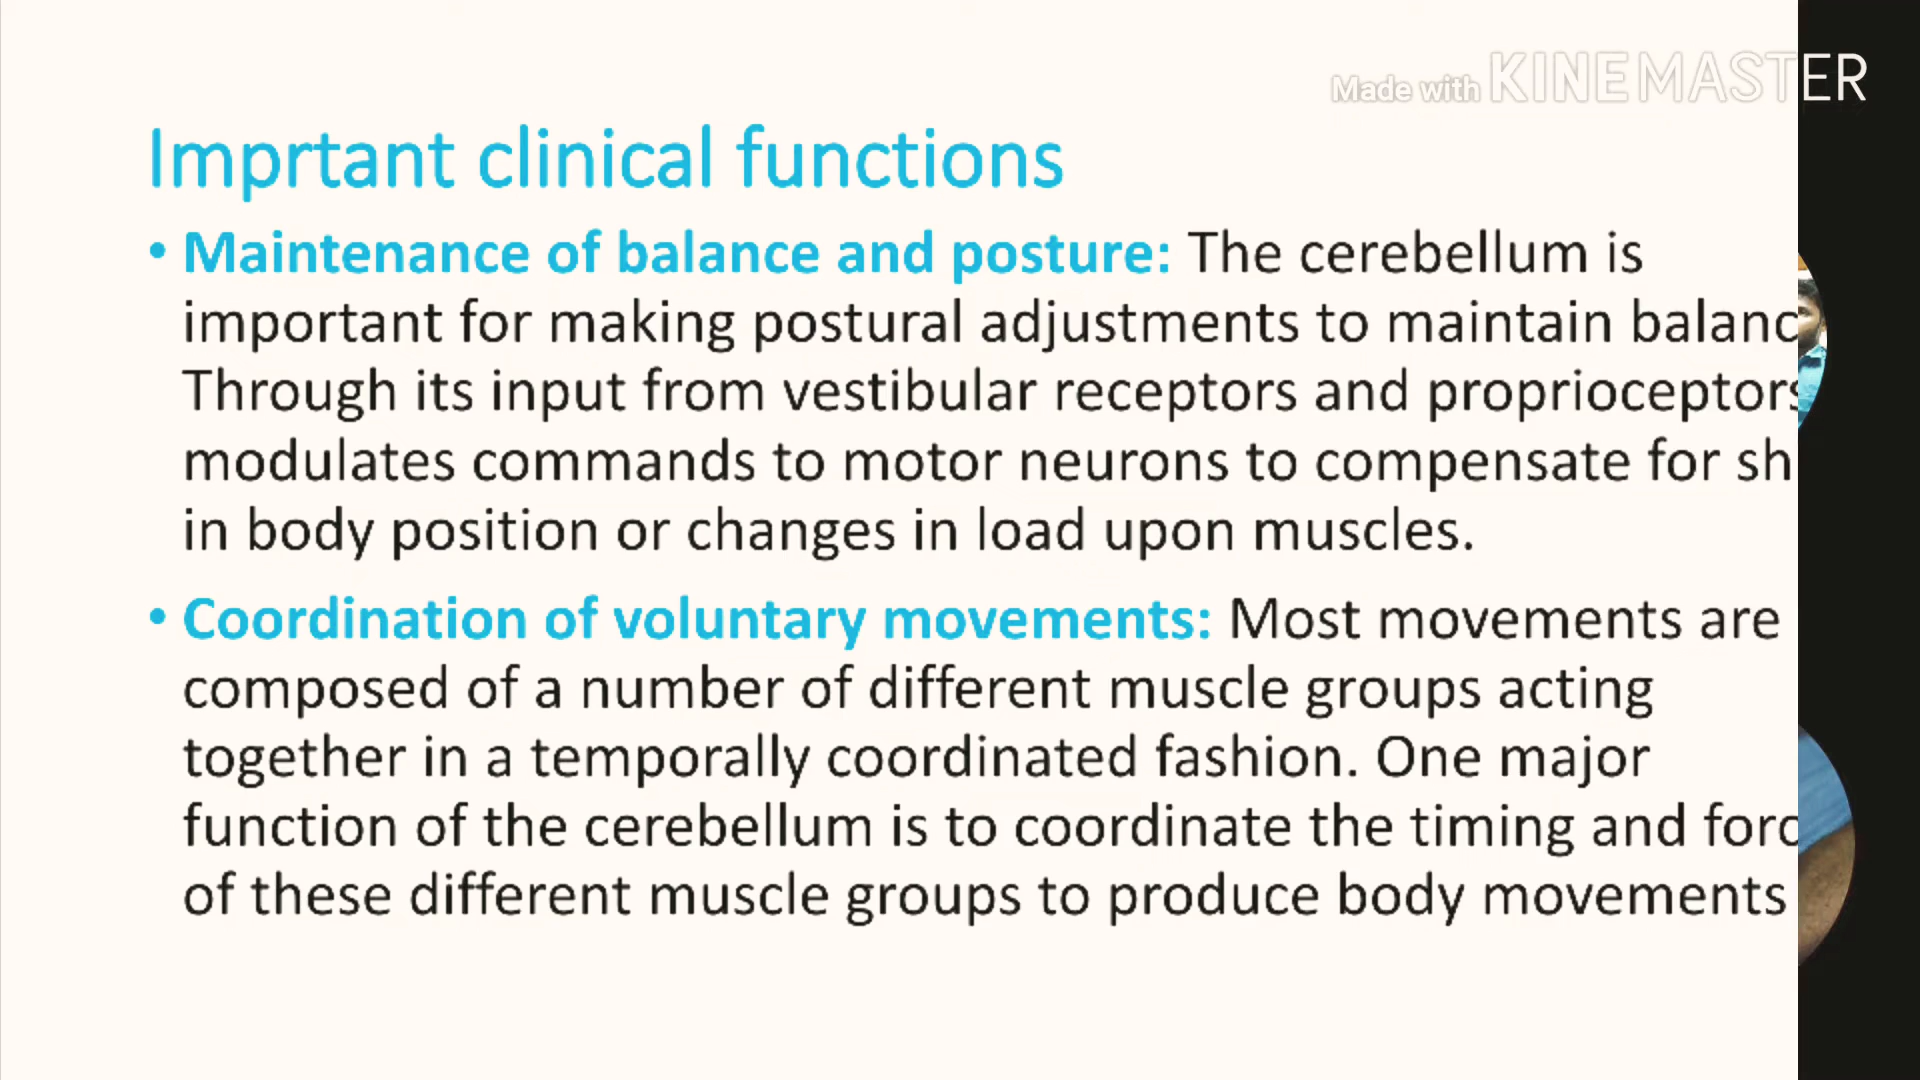 Made with KINEMASTER
Imprtant clinical functions
• Maintenance of balance and posture: The cerebellum is
important for making postural adjustments to maintain balanc
Through its input from vestibular receptors and proprioceptors
modulates commands to motor neurons to compensate for sh
in body position or changes in load upon muscles.
• Coordination of voluntary movements: Most movements are
composed of a number of different muscle groups acting
together in a temporally coordinated fashion. One major
function of the cerebellum is to coordinate the timing and forc
of these different muscle groups to produce body movements